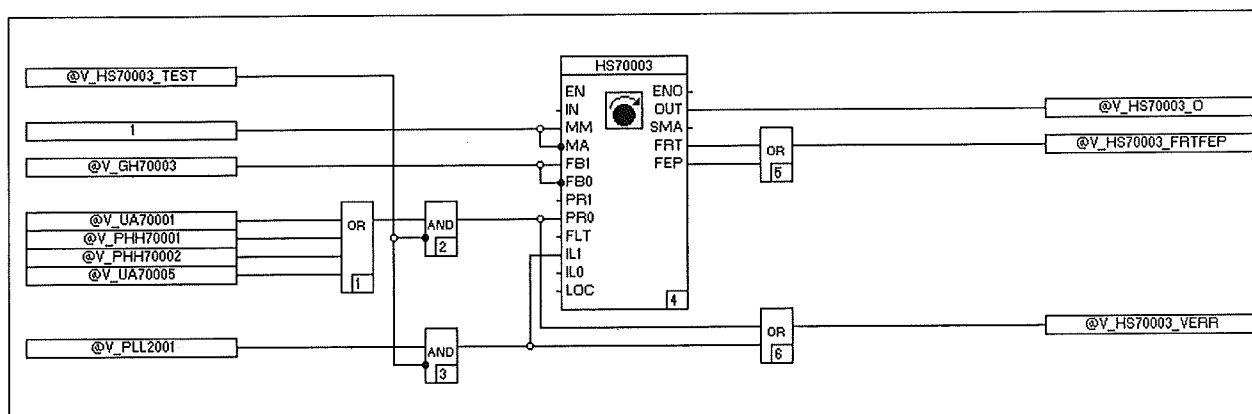 HS70003
@V_HS70003_TEST
EN
ENO
IN
OUT
@V_HS70003_O
1
MM
SMA
MA
FRT
OR
@V_HS70003_FRTFEP
@V_GH70003
FB1
FEP
5
FB0
PR1
@V_UA70001
OR
AND
PR0
@V_PHH70001
2
FLT
@V_PHH70002
IL1
@V_UA70005
1
IL0
LOC
4
OR
@V_HS70003_VERR
@V_PLL2001
AND
6
3